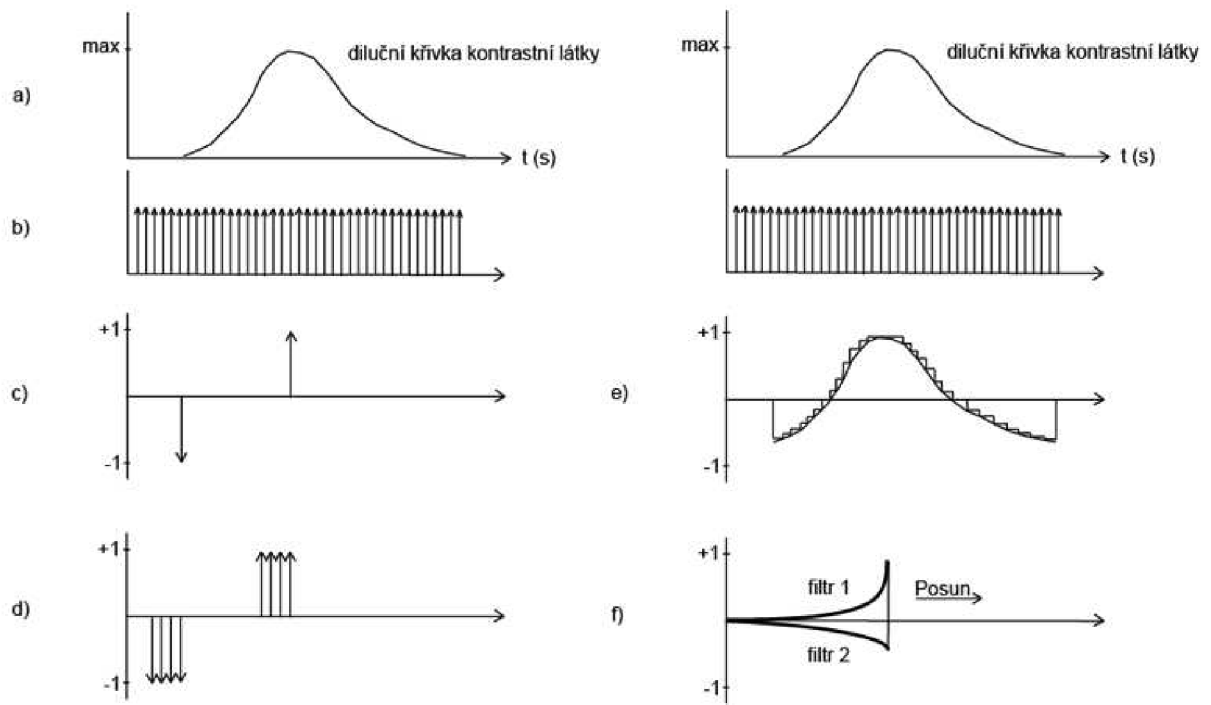 a)
max
diluční křivka kontrastní látky
t (s)
max
diluční křivka kontrastní látky
t (s)
b)
c)
+1
-1
e)
+1
-1
d)
+1
-1
f)
+1
filtr 1
Posun
filtr 2
-1